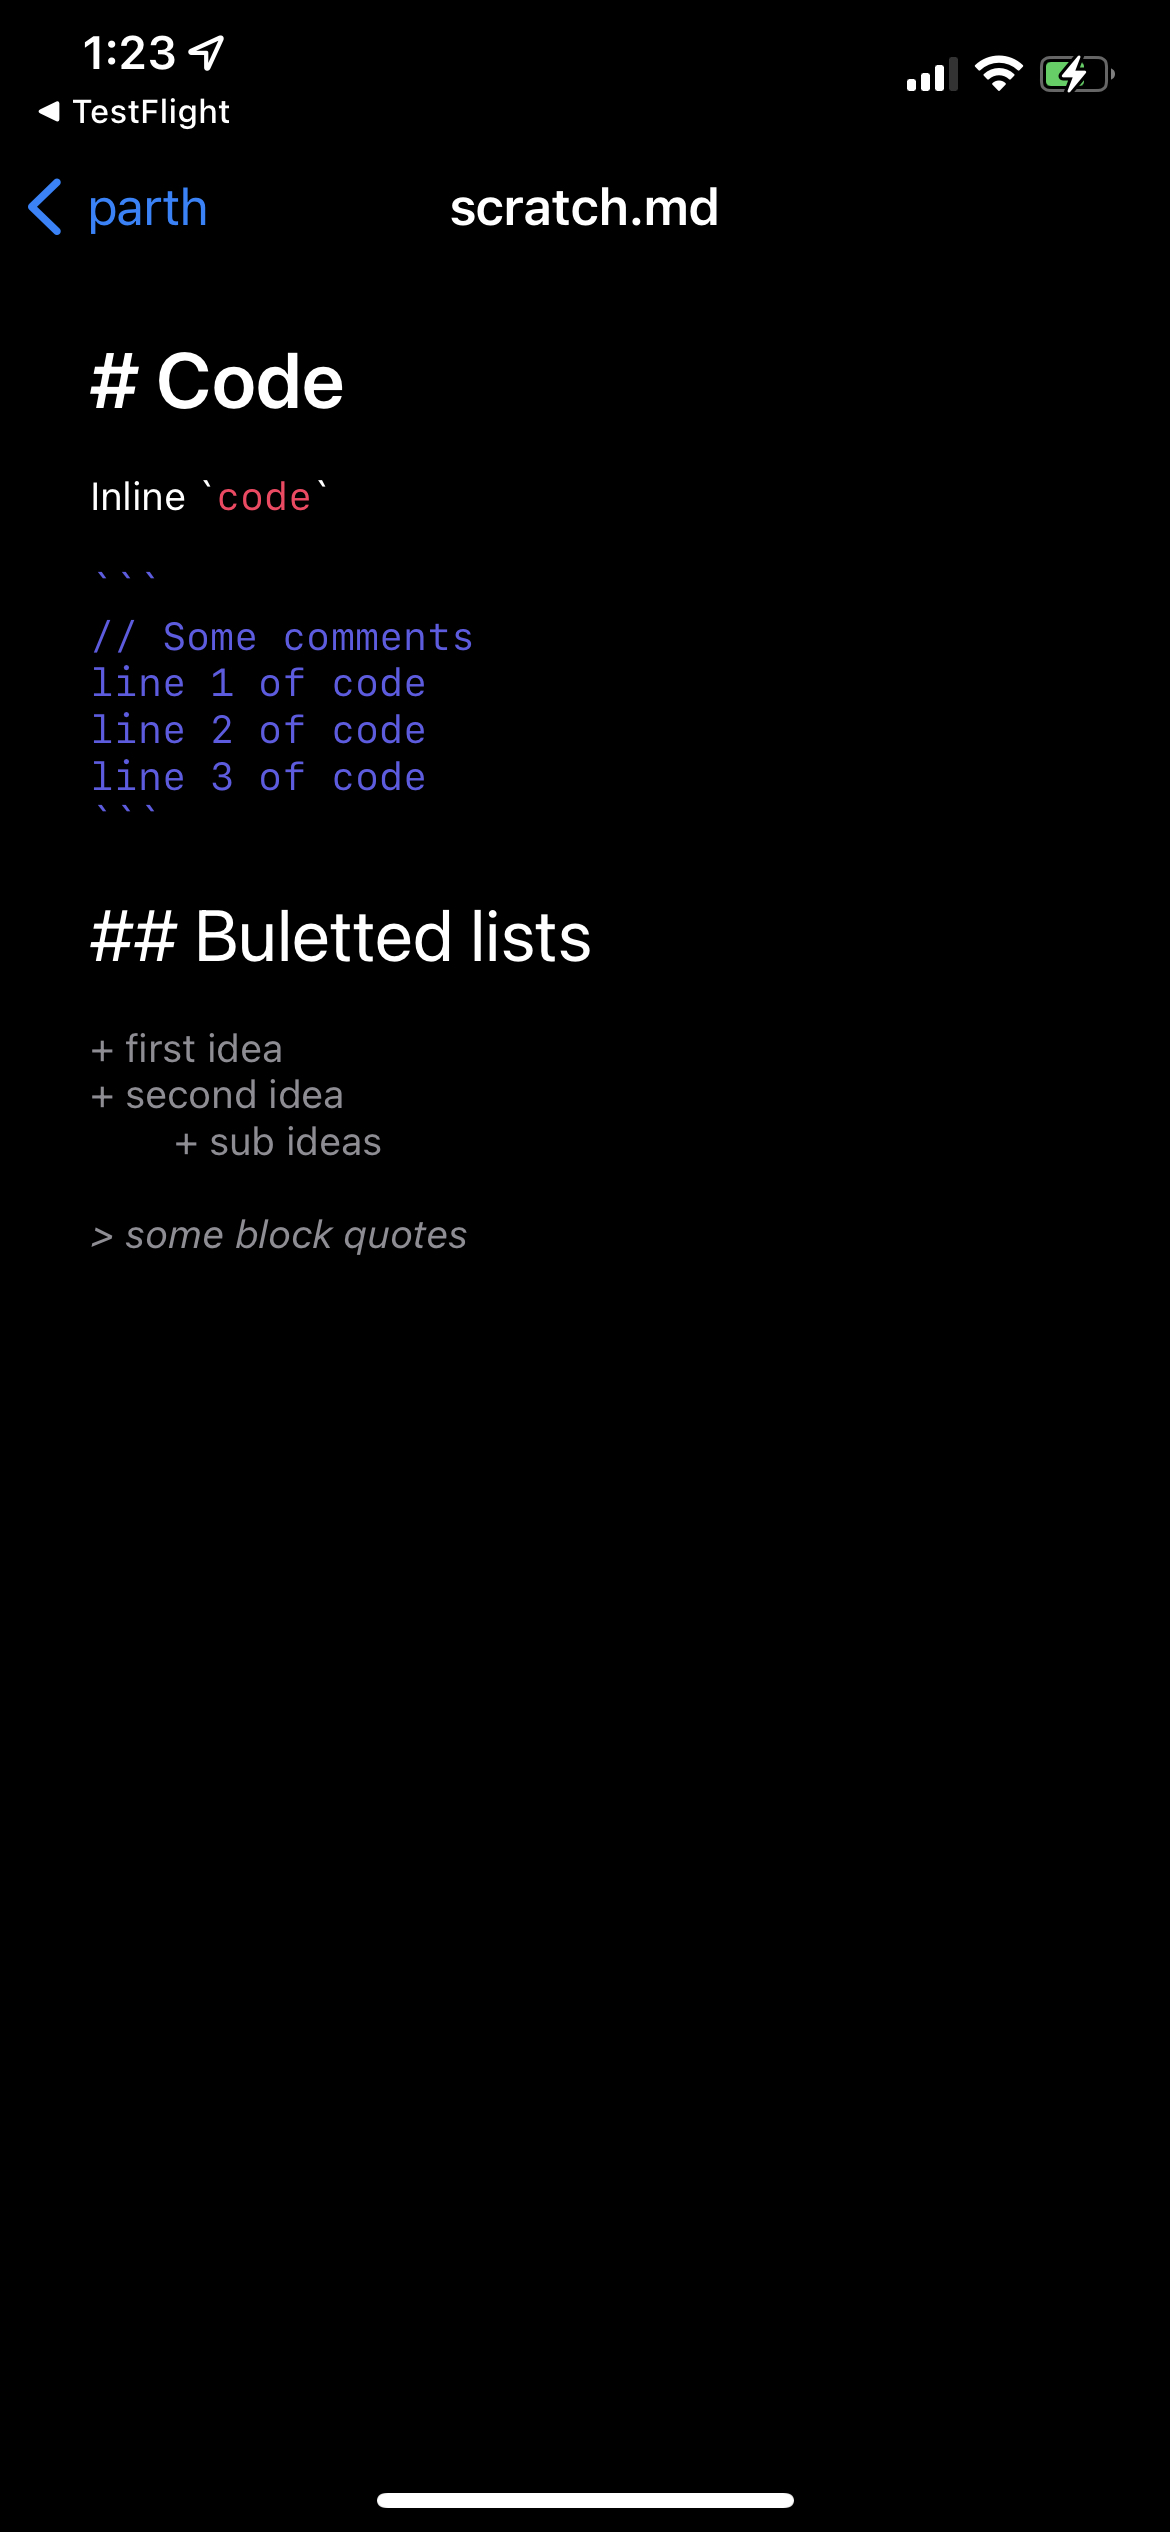 1:23
◀ TestFlight
parth
scratch.md
# Code
Inline `code`
```
// Some comments
line 1 of code
line 2 of code
line 3 of code
```
## Buletted lists
+ first idea
+ second idea
+ sub ideas
> some block quotes